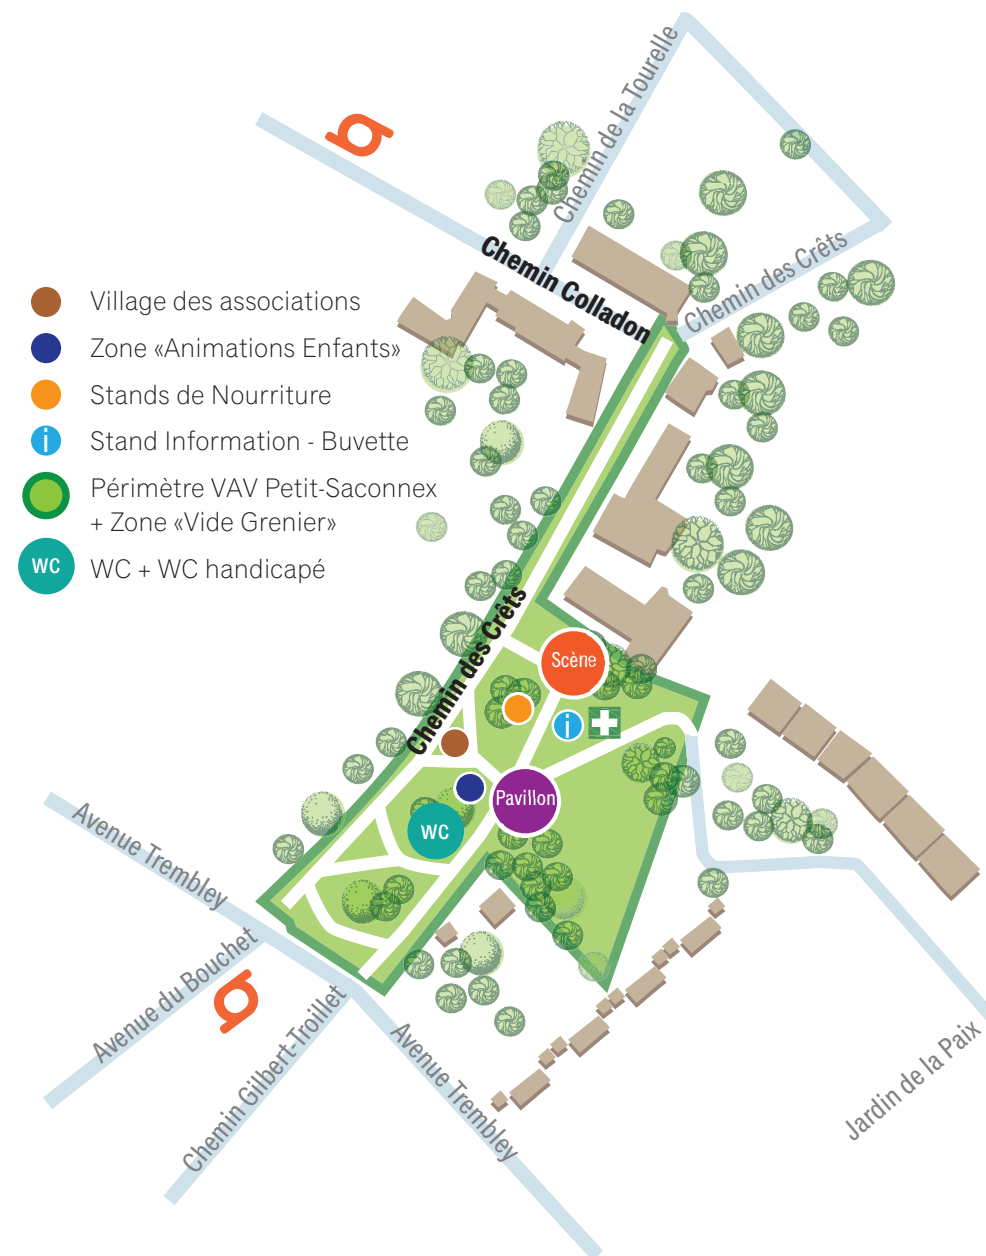 Chemin de la Tourelle
Chemin des Crêts
Chemin Colladon
Village des associations
Zone «Animations Enfants»
Stands de Nourriture
i Stand Information - Buvette
Périmètre VAV Petit-Saconnex
+ Zone «Vide Grenier»
WC WC + WC handicapé
Chemin des Crêts
Scène
i
Pavillon
WC
Avenue Trembley
Avenue du Bouchet
Chemin Gilbert-Troillet
Avenue Trembley
Jardin de la Paix